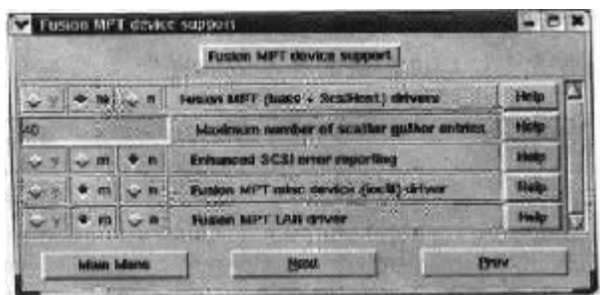 Fusion MPT device support
Fusion MPT device support
y m n Fusion MPT (base + ScsiHost) drivers Help
40 Maximum number of scatter gather entries Help
y m n Enhanced SCSI error reporting Help
y m n Fusion MPT misc device (ioctl) driver Help
y m n Fusion MPT LAN driver Help
Main Menu Next Prev